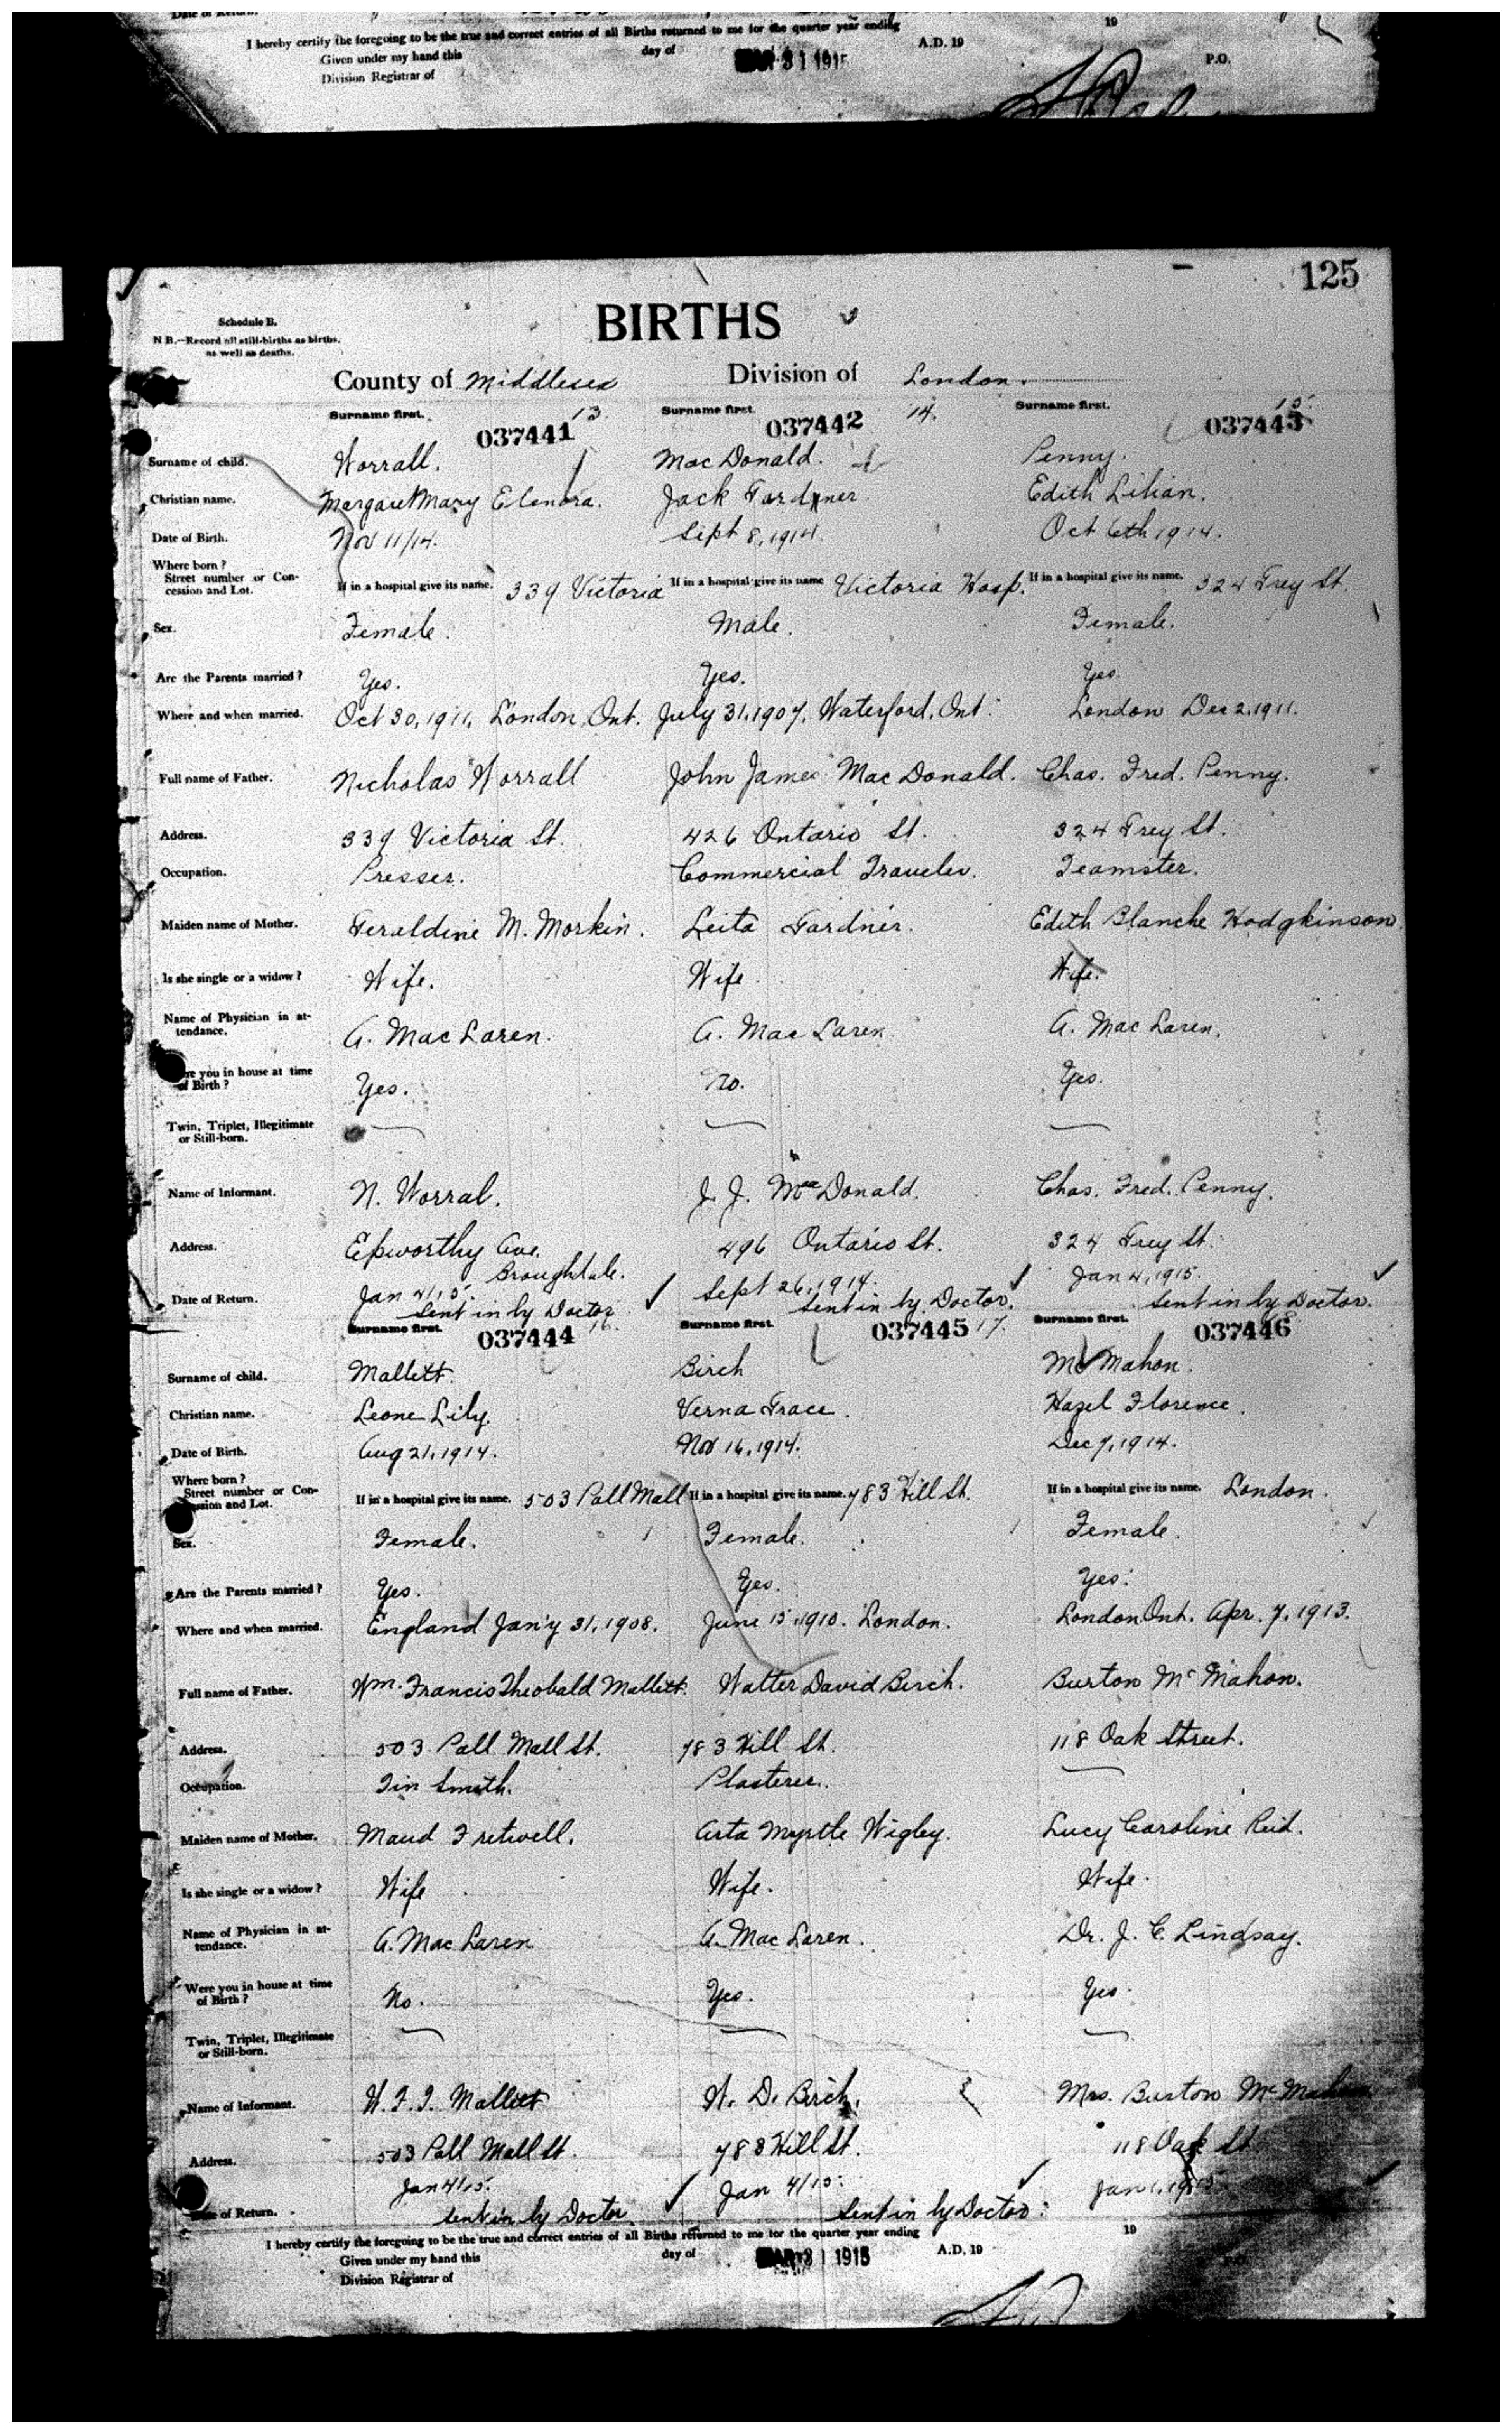 Date of Return.
19
I hereby certify the foregoing to be the true and correct entries of all Births returned to me for the quarter year ending
Given under my hand this day of MAR 31 1915 A.D. 19
Division Registrar of P.O.
125
Schedule B.
N B.—Record all still-births as births,
as well as deaths.
BIRTHS
County of Middlesex Division of London.
Surname first. 13. Surname first. 14. Surname first. 15.
037441 037442 037443
Surname of child. Worrall. MacDonald. Penny.
Christian name. Margaret Mary Elenora. Jack Gardner Edith Lilian.
Date of Birth. Nov 11/14. Sept 8, 1914. Oct 6th 1914.
Where born?
Street number or Con-
cession and Lot. If in a hospital give its name. 339 Victoria If in a hospital give its name Victoria Hosp. If in a hospital give its name. 324 Grey St.
Sex. Female. Male. Female.
Are the Parents married? Yes. Yes. Yes.
Where and when married. Oct 30, 1911, London, Ont. July 31, 1907, Waterford, Ont. London Dec 2, 1911.
Full name of Father. Nicholas Worrall John James MacDonald. Chas. Fred. Penny.
Address. 339 Victoria St. 426 Ontario St. 324 Grey St.
Occupation. Presser. Commercial Traveler. Teamster.
Maiden name of Mother. Geraldine M. Morkin. Leita Gardner. Edith Blanche Hodgkinson.
Is she single or a widow? Wife. Wife. Wife.
Name of Physician in at-
tendance. A. MacLaren. A. MacLaren A. MacLaren.
re you in house at time
of Birth? Yes. No. Yes.
Twin, Triplet, Illegitimate
or Still-born. — — —
Name of Informant. N. Worral. J. J. MacDonald. Chas. Fred. Penny.
Address. Epworthy Ave. 496 Ontario St. 324 Grey St.
Broughdale.
Date of Return. Jan 4/15. Sept 26, 1914. Jan 4, 1915.
Sent in by Doctor Sent in by Doctor. Sent in by Doctor.
Surname first. 16. Surname first. 17. Surname first.
037444 037445 037446
Surname of child. Mallett. Birch McMahon.
Christian name. Leone Lily. Verna Grace. Hazel Florence.
Date of Birth. Aug 21, 1914. Nov 16, 1914. Dec 7, 1914.
Where born?
Street number or Con-
cession and Lot. If in a hospital give its name. 503 Pall Mall If in a hospital give its name. 783 Hill St. If in a hospital give its name. London.
Sex. Female. Female. Female.
Are the Parents married? Yes. Yes. Yes.
Where and when married. England Jan'y 31, 1908. June 15, 1910. London. London Ont. Apr. 7, 1913.
Full name of Father. Wm. Francis Theobald Mallett. Walter David Birch. Burton McMahon.
Address. 503 Pall Mall St. 783 Hill St. 118 Oak Street.
Occupation. Tin Smith. Plasterer. —
Maiden name of Mother. Maud Fretwell. Arta Myrtle Wigley. Lucy Caroline Reid.
Is she single or a widow? Wife Wife. Wife.
Name of Physician in at-
tendance. A. MacLaren A. MacLaren. Dr. J. C. Lindsay.
Were you in house at time
of Birth? No. Yes. Yes.
Twin, Triplet, Illegitimate
or Still-born. — — —
Name of Informant. W. F. T. Mallett W. D. Birch. Mrs. Burton McMahon
Address. 503 Pall Mall St. 783 Hill St. 118 Oak St.
Date of Return. Jan 4/15. Jan 4/15. Jan 1, 1915
Sent in by Doctor. Sent in by Doctor.
I hereby certify the foregoing to be the true and correct entries of all Births returned to me for the quarter year ending 19
Given under my hand this day of MAR 31 1915 A.D. 19
Division Registrar of P.O.